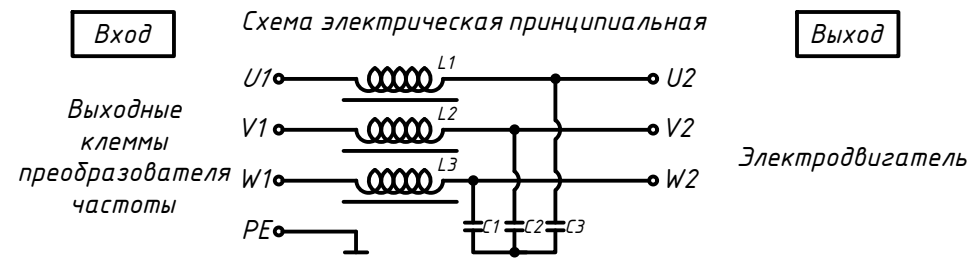 Вход
Схема электрическая принципиальная
Выход
U1
L1
U2
Выходные
клеммы
преобразователя
частоты
V1
L2
V2
W1
L3
W2
Электродвигатель
PE
C1
C2
C3